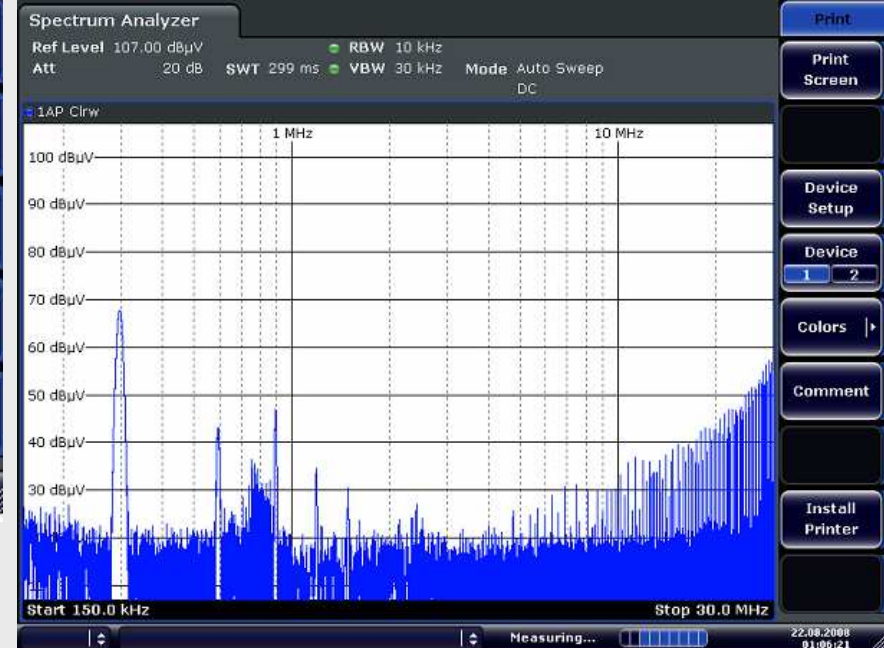 Spectrum Analyzer
Ref Level 107.00 dBµV RBW 10 kHz
Att 20 dB SWT 299 ms VBW 30 kHz Mode Auto Sweep
DC
1AP Clrw
1 MHz 10 MHz
100 dBµV
90 dBµV
80 dBµV
70 dBµV
60 dBµV
50 dBµV
40 dBµV
30 dBµV
Start 150.0 kHz Stop 30.0 MHz
Measuring...
22.08.2008
01:06:21
Print
Print
Screen
Device
Setup
Device
1 2
Colors
Comment
Install
Printer